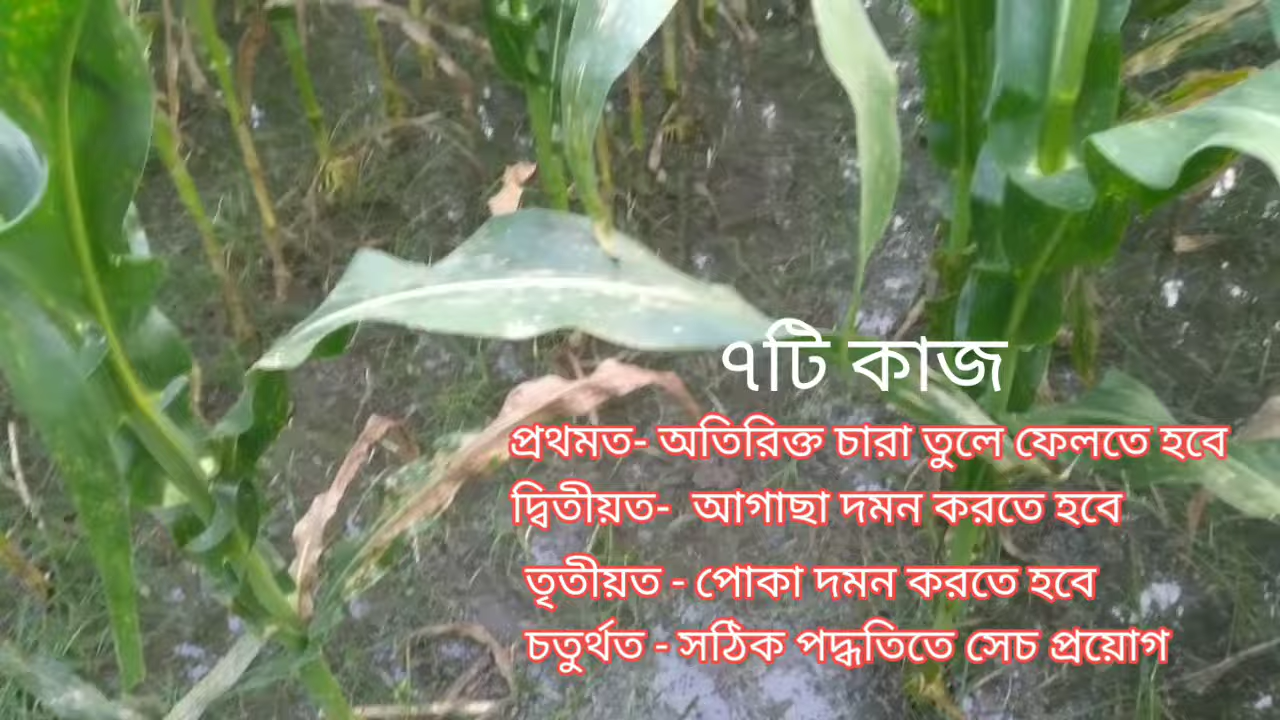 ৭টি কাজ
প্রথমত- অতিরিক্ত চারা তুলে ফেলতে হবে
দ্বিতীয়ত- আগাছা দমন করতে হবে
তৃতীয়ত - পোকা দমন করতে হবে
চতুর্থত - সঠিক পদ্ধতিতে সেচ প্রয়োগ